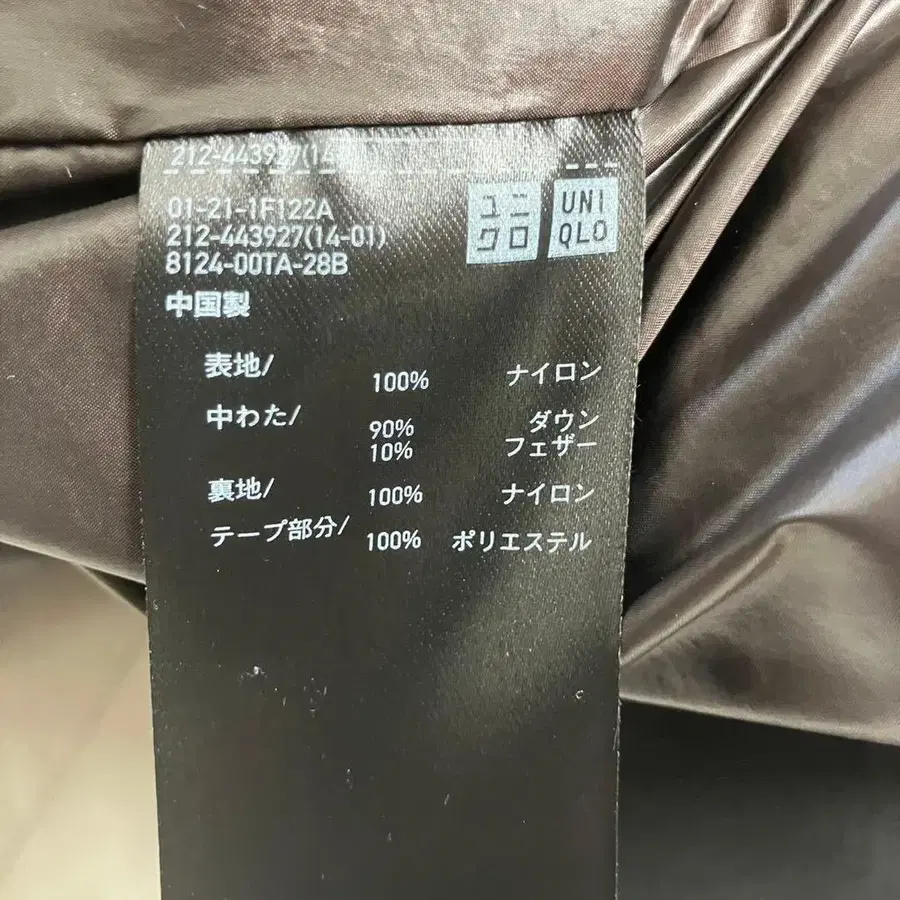 212-443927(14
ユニクロ
UNIQLO
01-21-1F122A
212-443927(14-01)
8124-00TA-28B
中国製
表地/ 100% ナイロン
中わた/ 90% ダウン
10% フェザー
裏地/ 100% ナイロン
テープ部分/ 100% ポリエステル